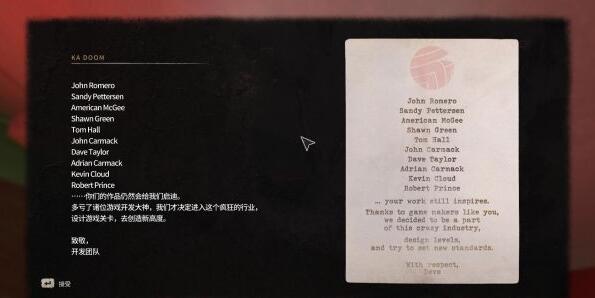 KA DOOM
John Romero
Sandy Pettersen
American McGee
Shawn Green
Tom Hall
John Carmack
Dave Taylor
Adrian Carmack
Kevin Cloud
Robert Prince
……你们的作品仍然会给我们启迪。
多亏了诸位游戏开发大神，我们才决定进入这个疯狂的行业，
设计游戏关卡，去创造新高度。
致敬，
开发团队
接受
John Romero
Sandy Pettersen
American McGee
Shawn Green
Tom Hall
John Carmack
Dave Taylor
Adrian Carmack
Kevin Cloud
Robert Prince
... your work still inspires.
Thanks to game makers like you,
we decided to be a part
of this crazy industry,
design levels,
and try to set new standards.
With respect,
Devs